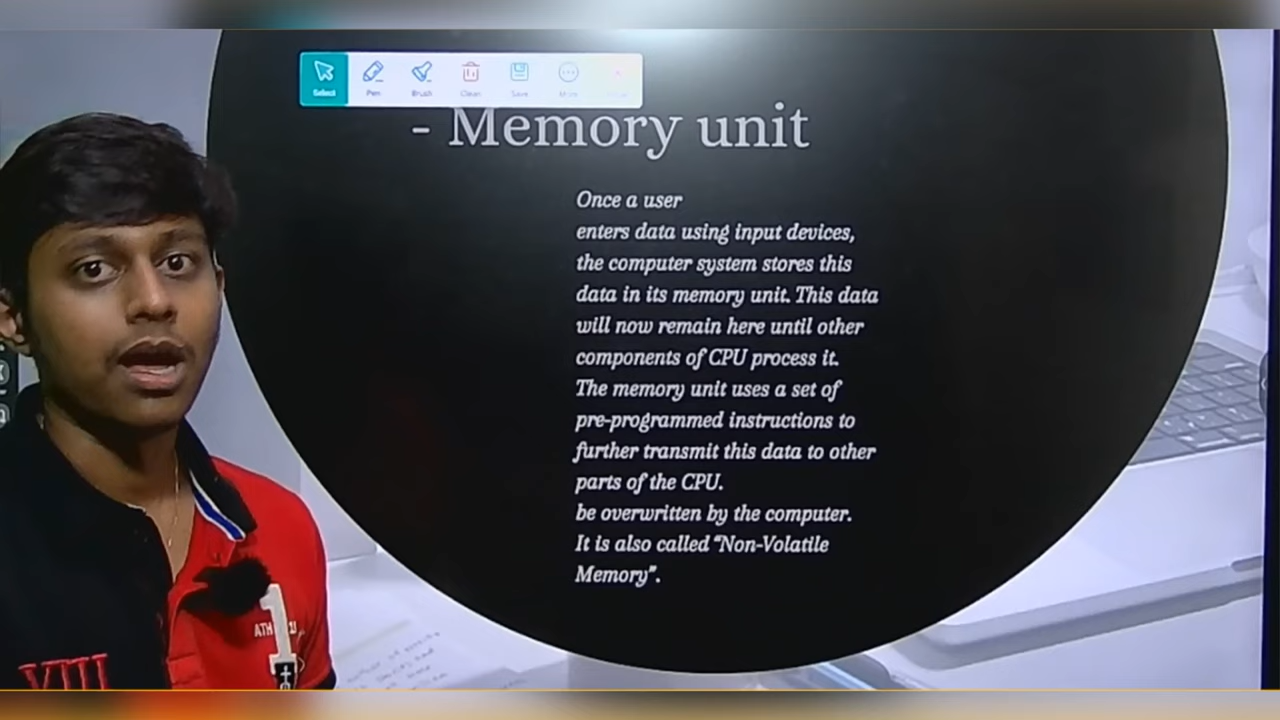 Select
Pen
Brush
Clean
Save
More
- Memory unit
Once a user
enters data using input devices,
the computer system stores this
data in its memory unit. This data
will now remain here until other
components of CPU process it.
The memory unit uses a set of
pre-programmed instructions to
further transmit this data to other
parts of the CPU.
be overwritten by the computer.
It is also called “Non-Volatile
Memory”.
1
VIII